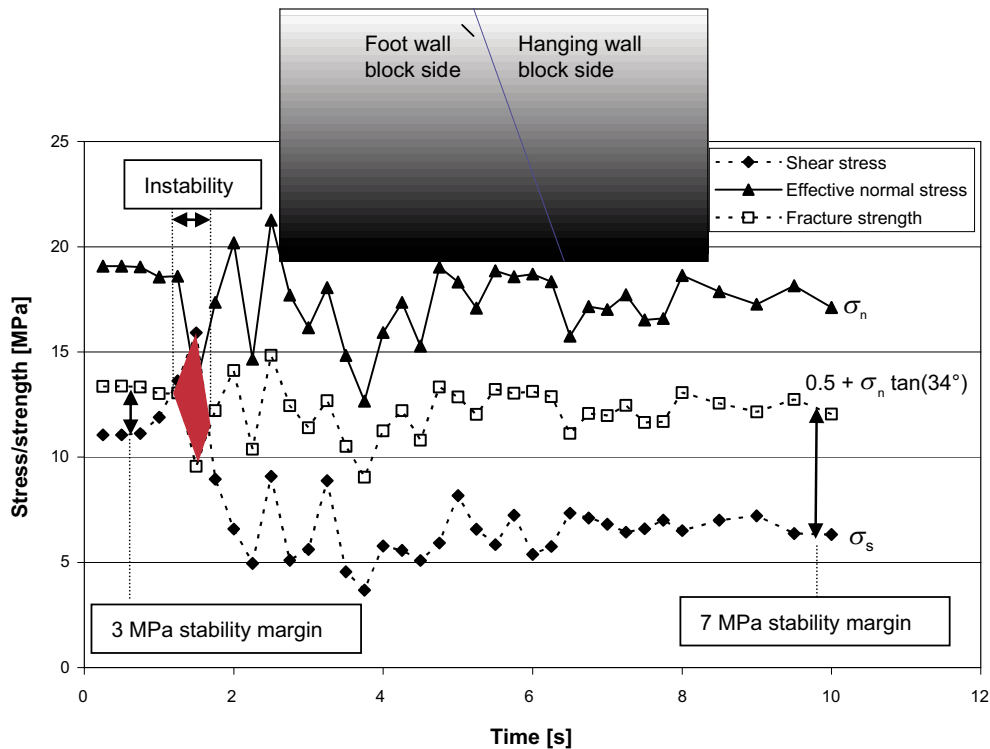 Foot wall
block side
Hanging wall
block side
25
20
15
10
5
0
Stress/strength [MPa]
Instability
Shear stress
Effective normal stress
Fracture strength
σn
0.5 + σn tan(34°)
σs
3 MPa stability margin
7 MPa stability margin
0 2 4 6 8 10 12
Time [s]